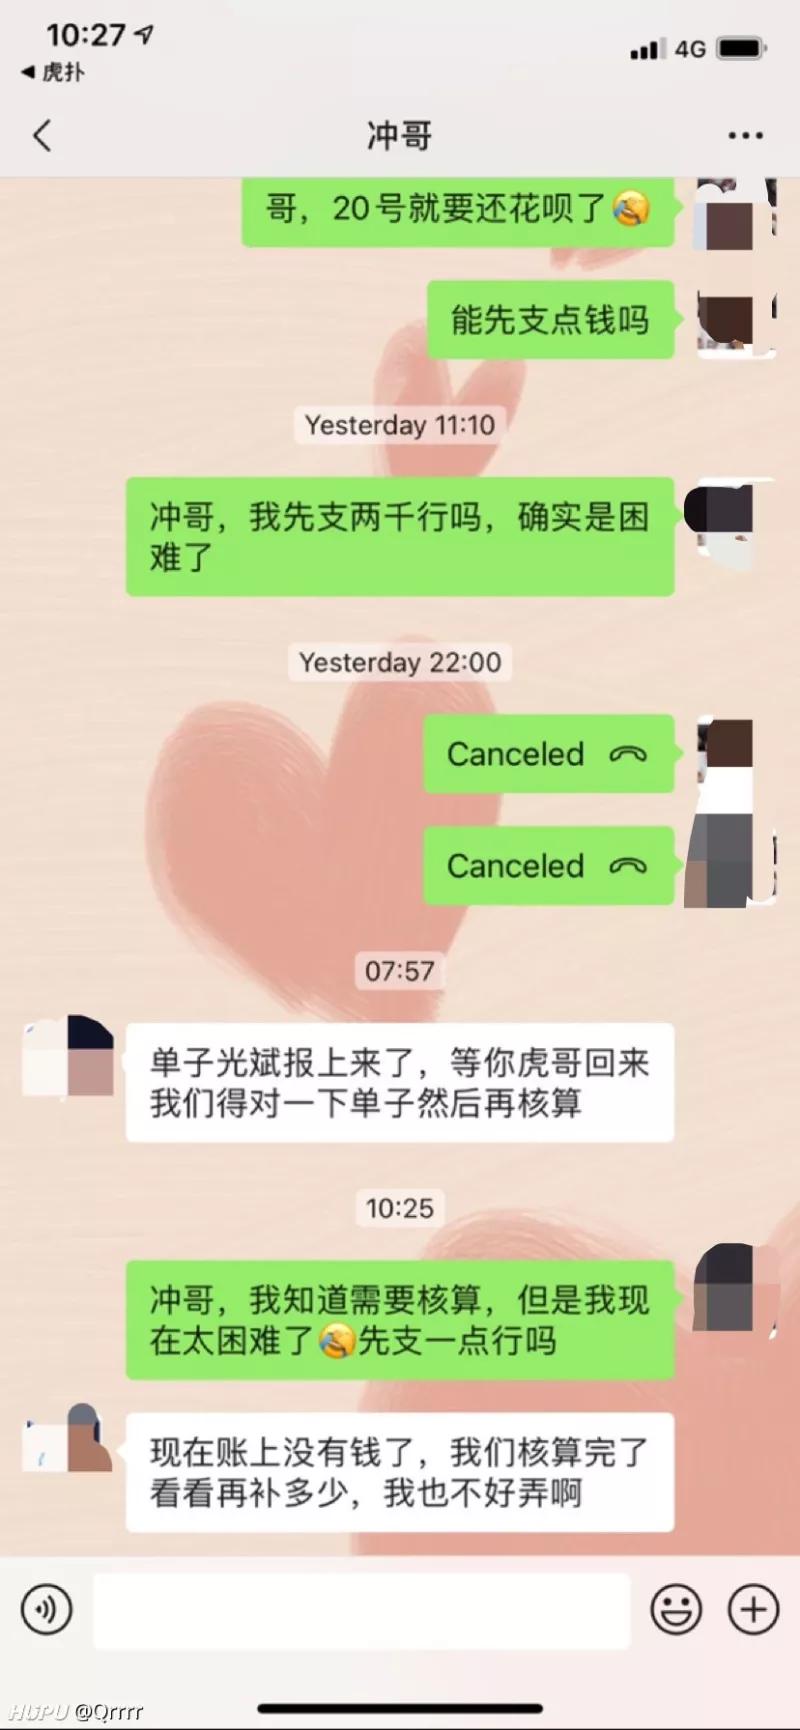 10:27
4G
虎扑
冲哥
哥，20号就要还花呗了
能先支点钱吗
Yesterday 11:10
冲哥，我先支两千行吗，确实是困
难了
Yesterday 22:00
Canceled
Canceled
07:57
单子光斌报上来了，等你虎哥回来
我们得对一下单子然后再核算
10:25
冲哥，我知道需要核算，但是我现
在太困难了😂先支一点行吗
现在账上没有钱了，我们核算完了
看看再补多少，我也不好弄啊
HUPU @Qrrrr